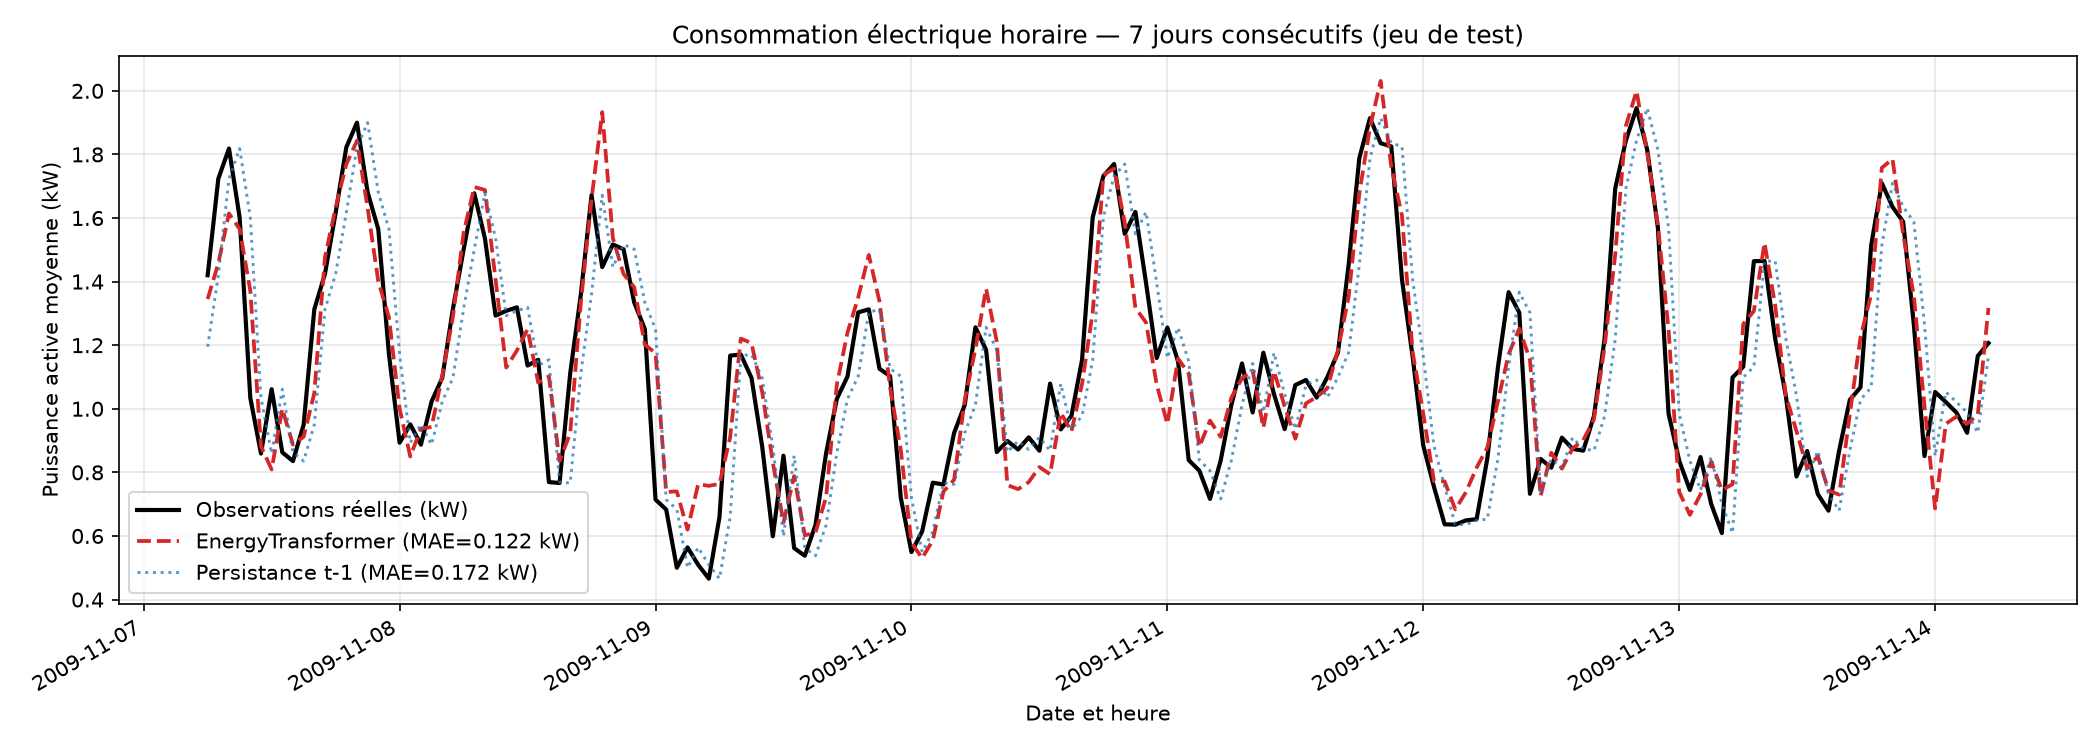 Consommation électrique horaire — 7 jours consécutifs (jeu de test)
Puissance active moyenne (kW)
2.0
1.8
1.6
1.4
1.2
1.0
0.8
0.6
0.4
Observations réelles (kW)
EnergyTransformer (MAE=0.122 kW)
Persistance t-1 (MAE=0.172 kW)
2009-11-07
2009-11-08
2009-11-09
2009-11-10
2009-11-11
2009-11-12
2009-11-13
2009-11-14
Date et heure